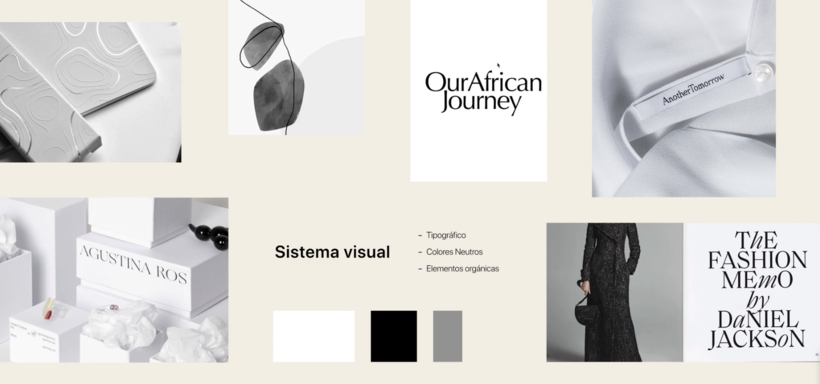 OurAfrican
Journey
AnotherTomorrow
AGUSTINA ROS
Sistema visual
- Tipográfico
- Colores Neutros
- Elementos orgánicas
ThE
FASHION
MEmO
by
DaNIEL
JACKSoN